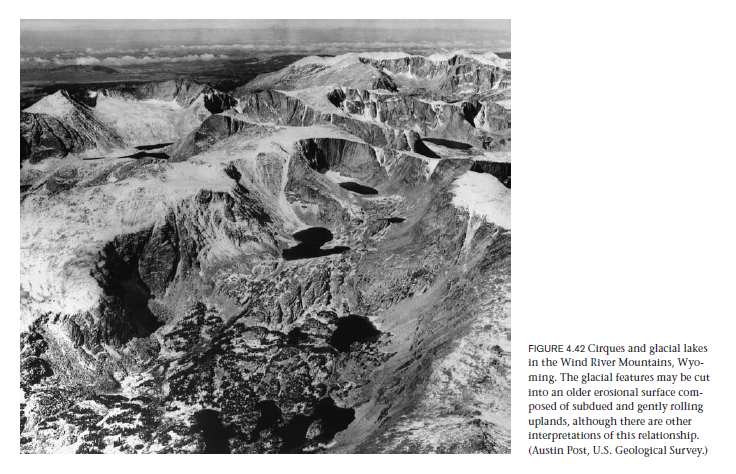 FIGURE 4.42 Cirques and glacial lakes
in the Wind River Mountains, Wyo-
ming. The glacial features may be cut
into an older erosional surface com-
posed of subdued and gently rolling
uplands, although there are other
interpretations of this relationship.
(Austin Post, U.S. Geological Survey.)